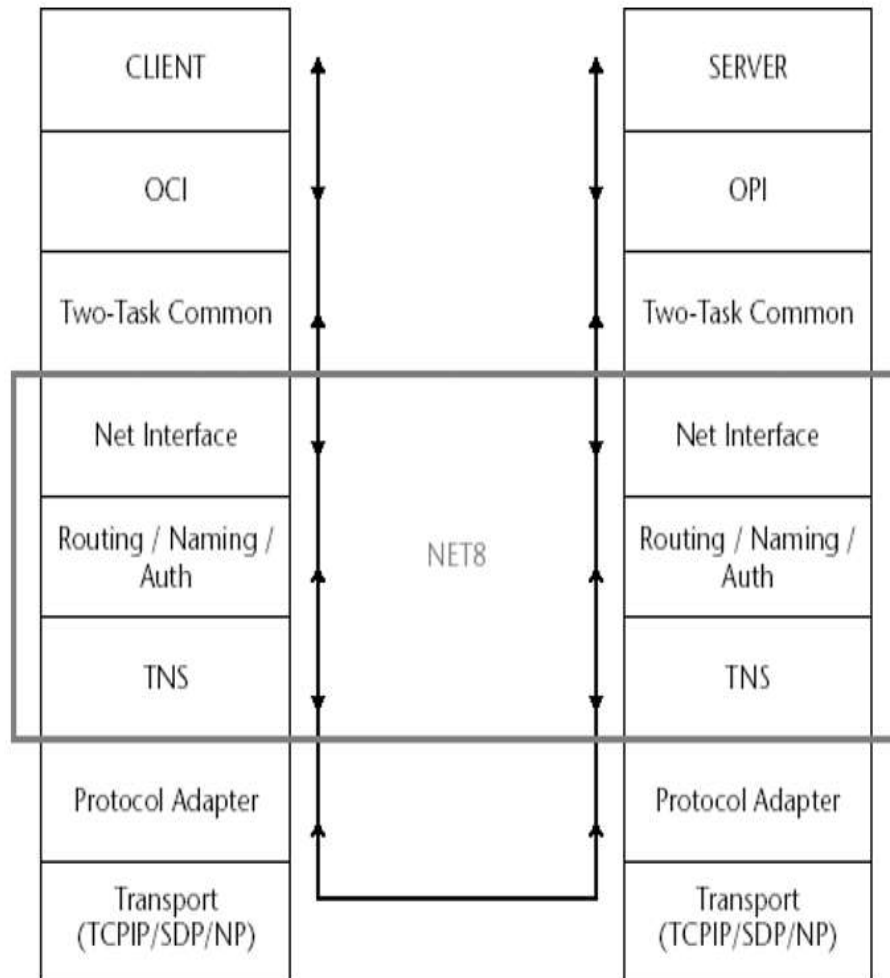 CLIENT
OCI
Two-Task Common
Net Interface
Routing / Naming /
Auth
TNS
Protocol Adapter
Transport
(TCPIP/SDP/NP)
NET8
SERVER
OPI
Two-Task Common
Net Interface
Routing / Naming /
Auth
TNS
Protocol Adapter
Transport
(TCPIP/SDP/NP)